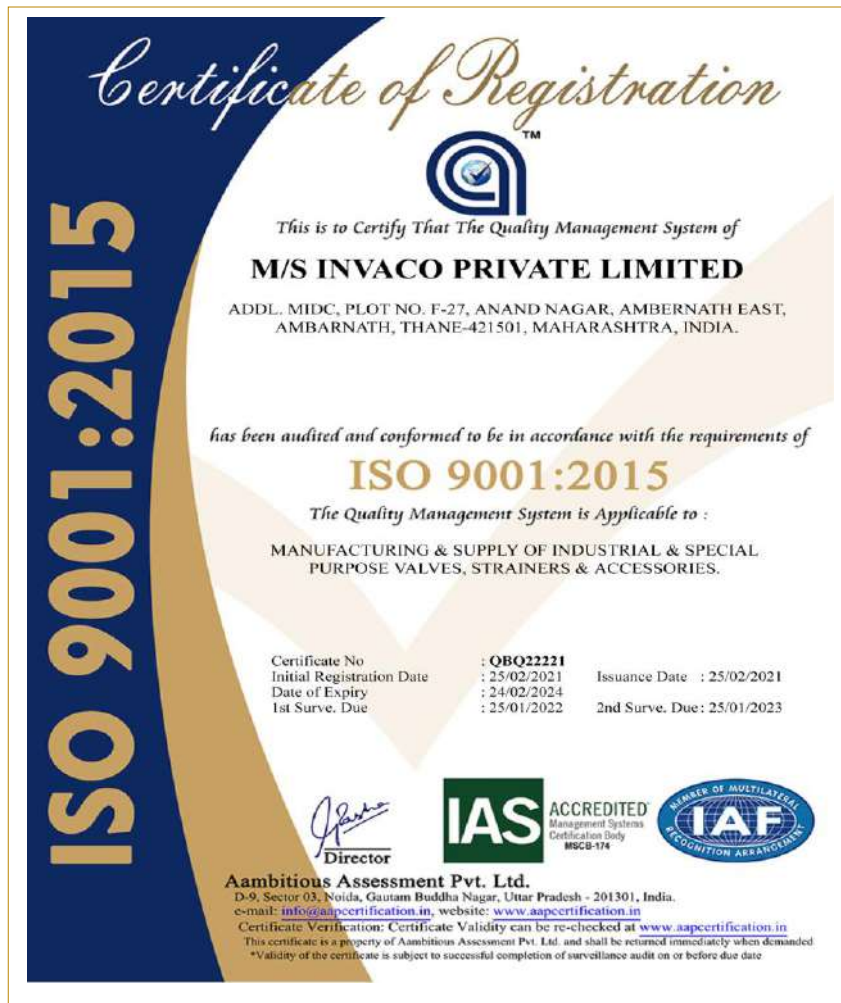 Certificate of Registration
TM
This is to Certify That The Quality Management System of
M/S INVACO PRIVATE LIMITED
ADDL. MIDC, PLOT NO. F-27, ANAND NAGAR, AMBERNATH EAST,
AMBARNATH, THANE-421501, MAHARASHTRA, INDIA.
has been audited and conformed to be in accordance with the requirements of
ISO 9001:2015
The Quality Management System is Applicable to :
MANUFACTURING & SUPPLY OF INDUSTRIAL & SPECIAL
PURPOSE VALVES, STRAINERS & ACCESSORIES.
Certificate No : QBQ22221
Initial Registration Date : 25/02/2021 Issuance Date : 25/02/2021
Date of Expiry : 24/02/2024
1st Surve. Due : 25/01/2022 2nd Surve. Due: 25/01/2023
ISO 9001:2015
Director
IAS ACCREDITED
Management Systems
Certification Body
MSCB-174
MEMBER OF MULTILATERAL
IAF
RECOGNITION ARRANGEMENT
Aambitious Assessment Pvt. Ltd.
D-9, Sector 03, Noida, Gautam Buddha Nagar, Uttar Pradesh - 201301, India.
e-mail: info@aapcertification.in, website: www.aapcertification.in
Certificate Verification: Certificate Validity can be re-checked at www.aapcertification.in
This certificate is a property of Aambitious Assessment Pvt. Ltd. and shall be returned immediately when demanded
*Validity of the certificate is subject to successful completion of surveillance audit on or before due date